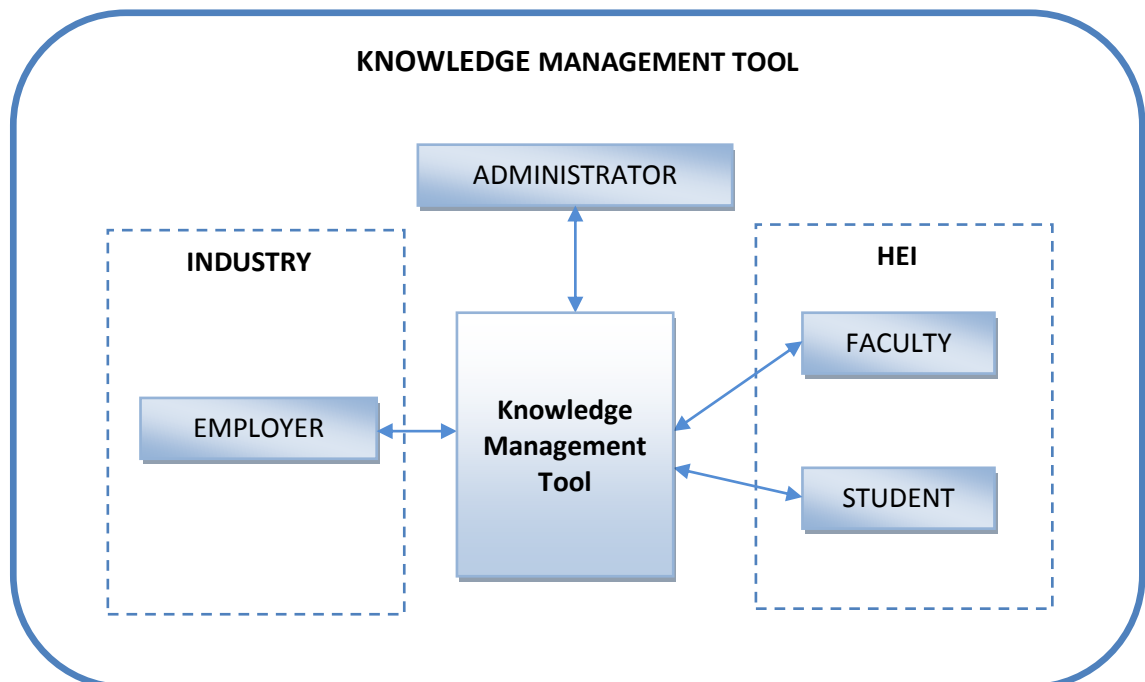 KNOWLEDGE MANAGEMENT TOOL
ADMINISTRATOR
INDUSTRY
EMPLOYER
Knowledge
Management
Tool
HEI
FACULTY
STUDENT